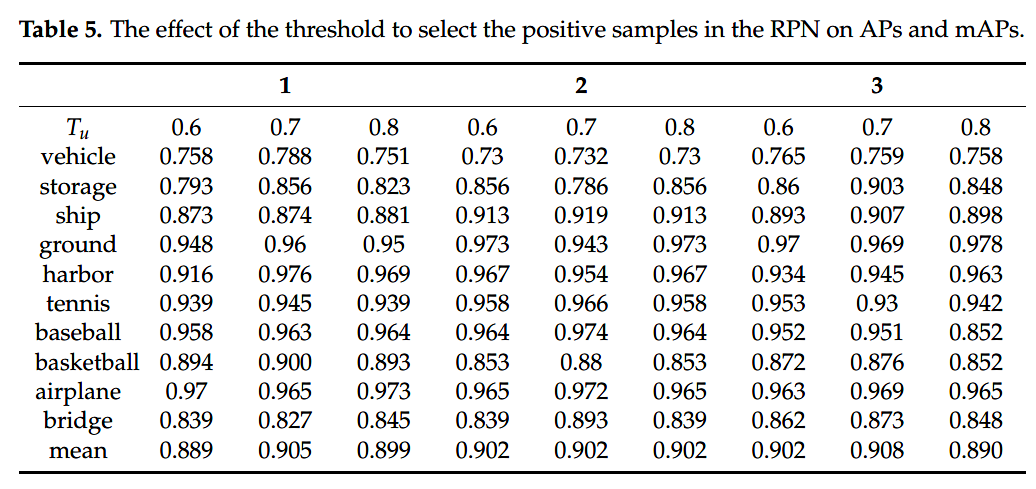 Table 5. The effect of the threshold to select the positive samples in the RPN on APs and mAPs.
1 2 3
Tu 0.6 0.7 0.8 0.6 0.7 0.8 0.6 0.7 0.8
vehicle 0.758 0.788 0.751 0.73 0.732 0.73 0.765 0.759 0.758
storage 0.793 0.856 0.823 0.856 0.786 0.856 0.86 0.903 0.848
ship 0.873 0.874 0.881 0.913 0.919 0.913 0.893 0.907 0.898
ground 0.948 0.96 0.95 0.973 0.943 0.973 0.97 0.969 0.978
harbor 0.916 0.976 0.969 0.967 0.954 0.967 0.934 0.945 0.963
tennis 0.939 0.945 0.939 0.958 0.966 0.958 0.953 0.93 0.942
baseball 0.958 0.963 0.964 0.964 0.974 0.964 0.952 0.951 0.852
basketball 0.894 0.900 0.893 0.853 0.88 0.853 0.872 0.876 0.852
airplane 0.97 0.965 0.973 0.965 0.972 0.965 0.963 0.969 0.965
bridge 0.839 0.827 0.845 0.839 0.893 0.839 0.862 0.873 0.848
mean 0.889 0.905 0.899 0.902 0.902 0.902 0.902 0.908 0.890